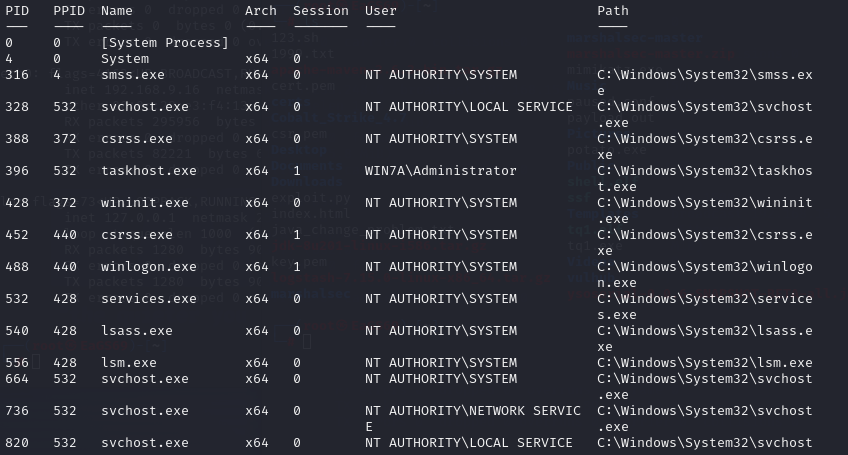 PID PPID Name Arch Session User Path
0 0 [System Process]
4 0 System x64 0
316 4 smss.exe x64 0 NT AUTHORITY\SYSTEM C:\Windows\System32\smss.ex
e
328 532 svchost.exe x64 0 NT AUTHORITY\LOCAL SERVICE C:\Windows\System32\svchost
.exe
388 372 csrss.exe x64 0 NT AUTHORITY\SYSTEM C:\Windows\System32\csrss.e
xe
396 532 taskhost.exe x64 1 WIN7A\Administrator C:\Windows\System32\taskhos
t.exe
428 372 wininit.exe x64 0 NT AUTHORITY\SYSTEM C:\Windows\System32\wininit
.exe
452 440 csrss.exe x64 1 NT AUTHORITY\SYSTEM C:\Windows\System32\csrss.e
xe
488 440 winlogon.exe x64 1 NT AUTHORITY\SYSTEM C:\Windows\System32\winlogo
n.exe
532 428 services.exe x64 0 NT AUTHORITY\SYSTEM C:\Windows\System32\service
s.exe
540 428 lsass.exe x64 0 NT AUTHORITY\SYSTEM C:\Windows\System32\lsass.e
xe
556 428 lsm.exe x64 0 NT AUTHORITY\SYSTEM C:\Windows\System32\lsm.exe
664 532 svchost.exe x64 0 NT AUTHORITY\SYSTEM C:\Windows\System32\svchost
.exe
736 532 svchost.exe x64 0 NT AUTHORITY\NETWORK SERVIC C:\Windows\System32\svchost
E .exe
820 532 svchost.exe x64 0 NT AUTHORITY\LOCAL SERVICE C:\Windows\System32\svchost